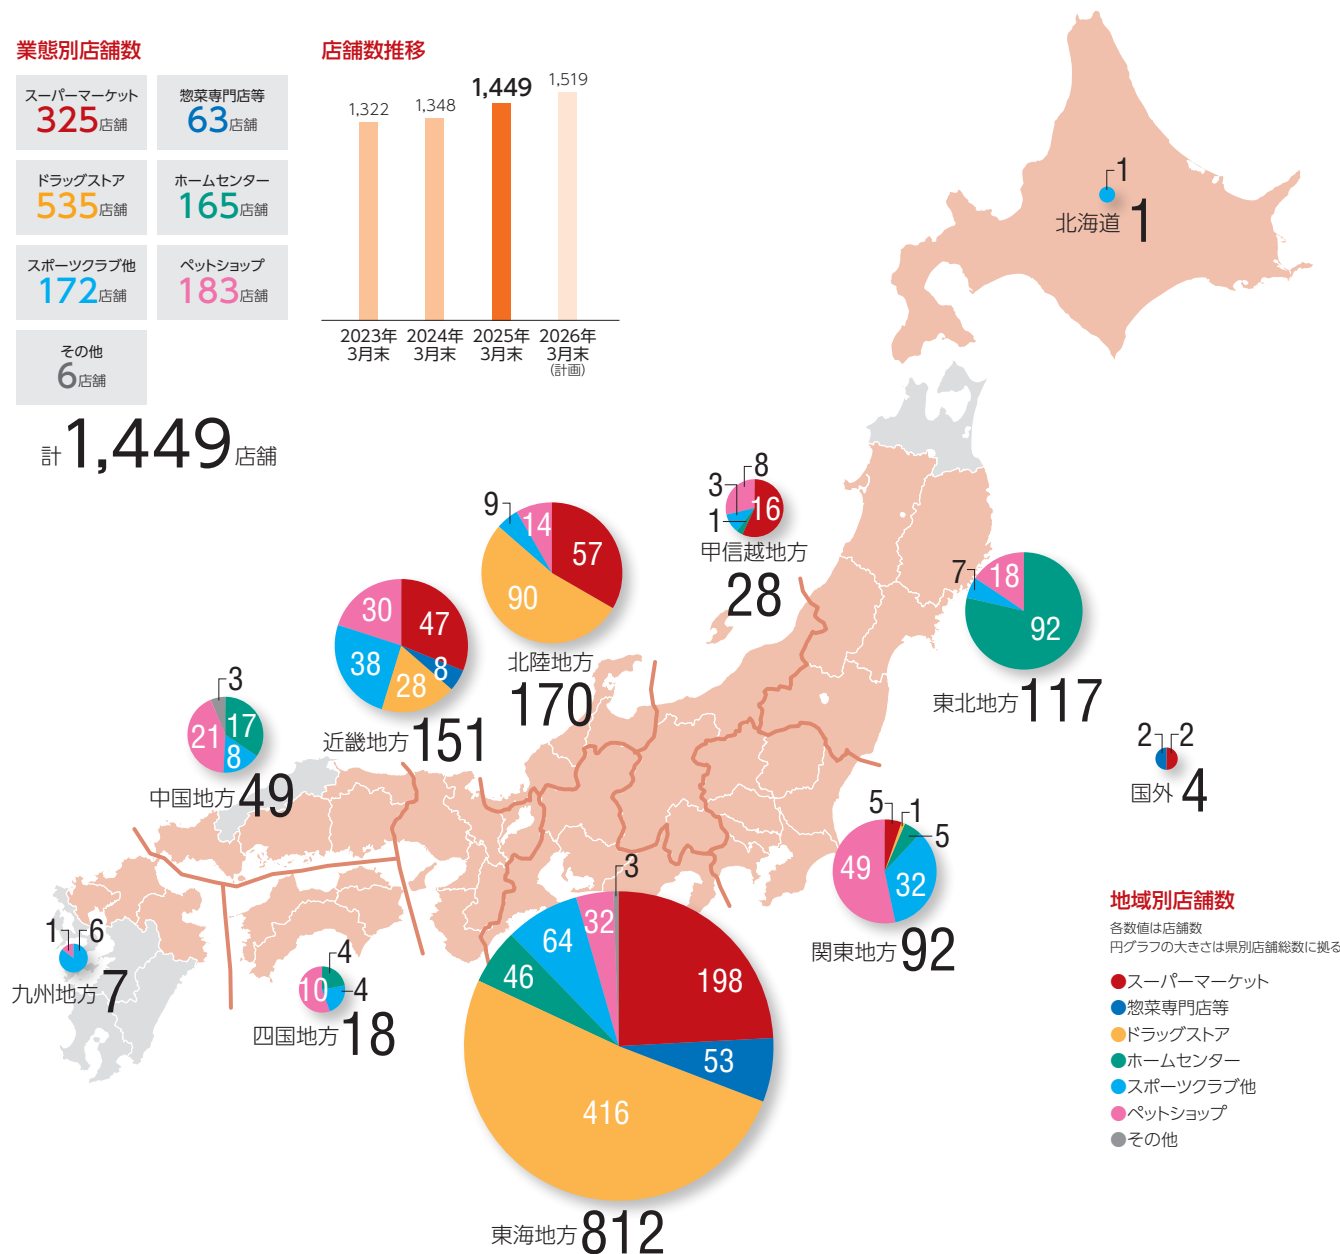 業態別店舗数
スーパーマーケット
325店舗
惣菜専門店等
63店舗
ドラッグストア
535店舗
ホームセンター
165店舗
スポーツクラブ他
172店舗
ペットショップ
183店舗
その他
6店舗
計1,449店舗
店舗数推移
1,322
1,348
1,449
1,519
2023年
3月末
2024年
3月末
2025年
3月末
2026年
3月末
(計画)
1
北海道 1
8
3
16
1
甲信越地方
28
9
14
57
90
北陸地方
170
30
47
38
8
28
近畿地方151
7
18
92
東北地方117
3
17
21
8
中国地方49
2
2
国外 4
5
1
5
49
32
関東地方92
1
6
九州地方7
4
10
4
四国地方18
3
32
64
46
198
53
416
東海地方812
地域別店舗数
各数値は店舗数
円グラフの大きさは県別店舗総数に拠る
スーパーマーケット
惣菜専門店等
ドラッグストア
ホームセンター
スポーツクラブ他
ペットショップ
その他